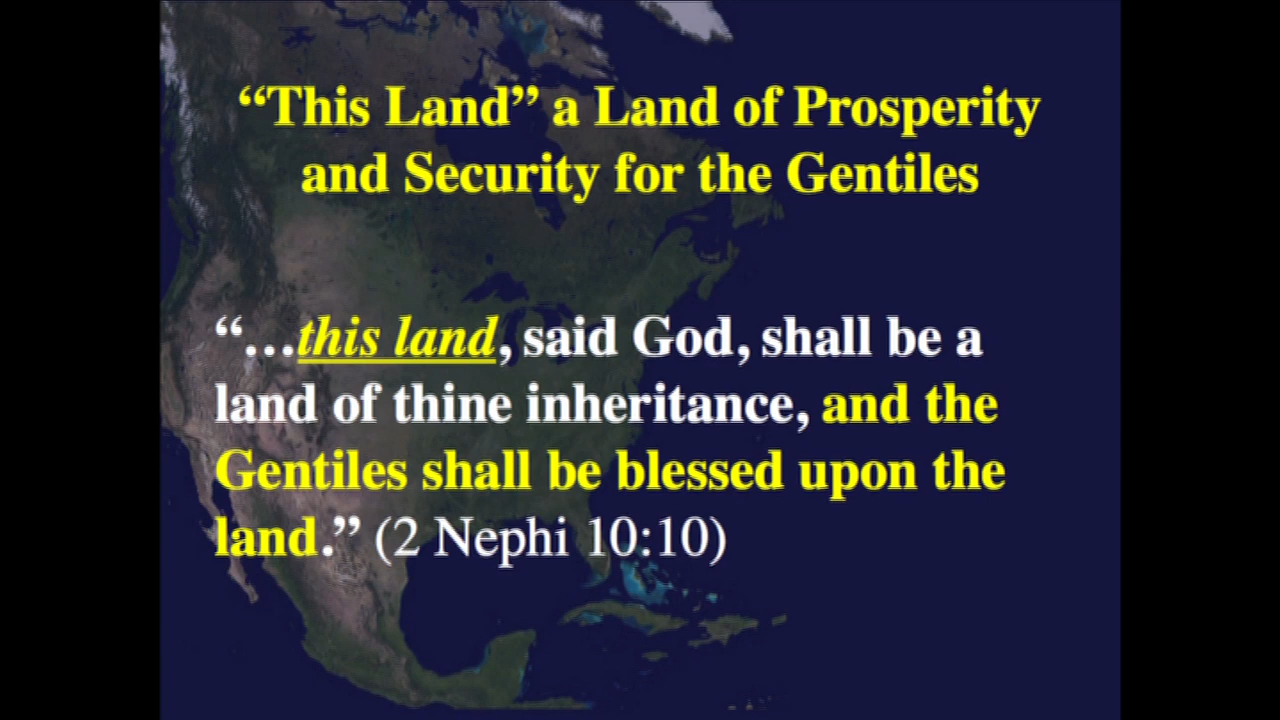 “This Land” a Land of Prosperity
and Security for the Gentiles
“…this land, said God, shall be a
land of thine inheritance, and the
Gentiles shall be blessed upon the
land.” (2 Nephi 10:10)